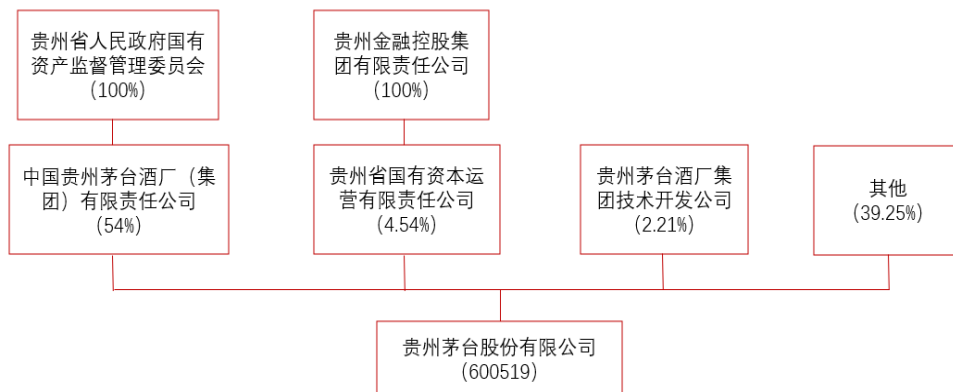 贵州省人民政府国有
资产监督管理委员会
(100%)
贵州金融控股集
团有限责任公司
(100%)
中国贵州茅台酒厂（集
团）有限责任公司
(54%)
贵州省国有资本运
营有限责任公司
(4.54%)
贵州茅台酒厂集
团技术开发公司
(2.21%)
其他
(39.25%)
贵州茅台股份有限公司
(600519)